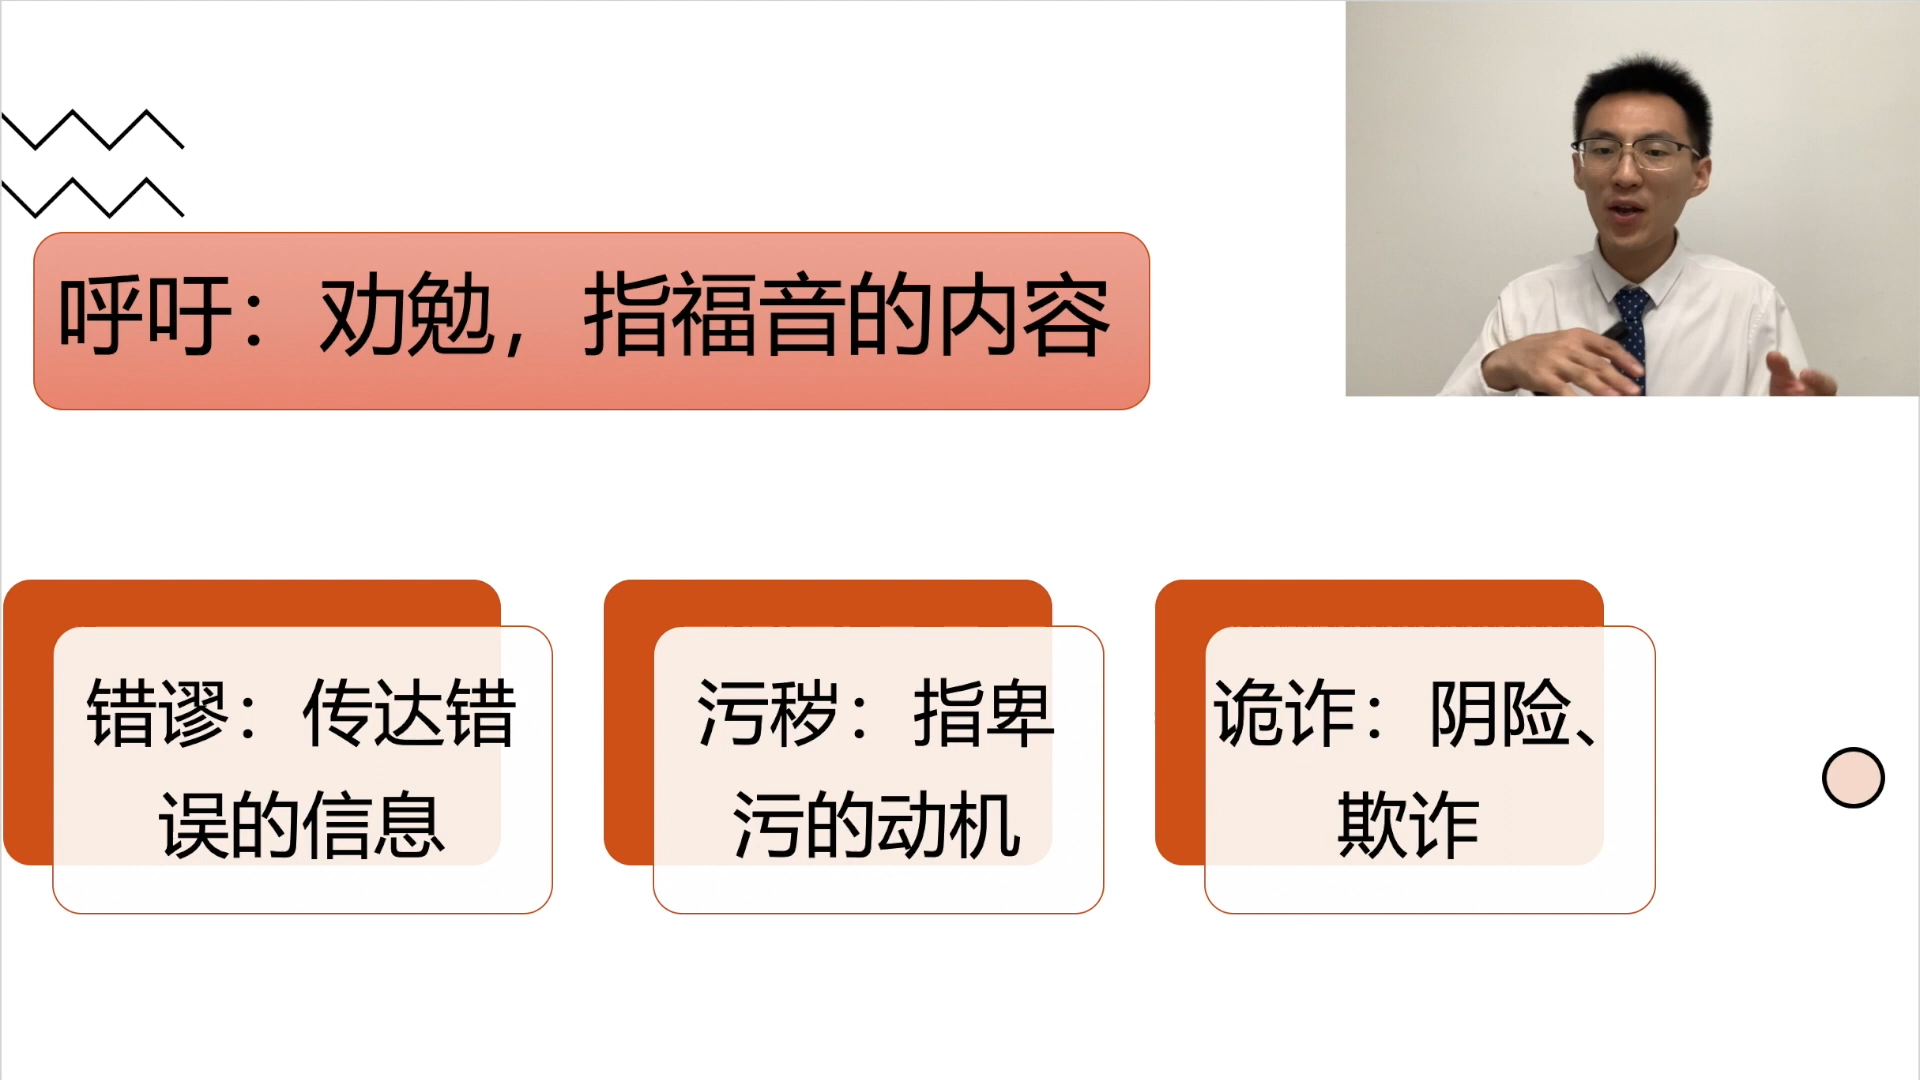 呼吁：劝勉，指福音的内容
错谬：传达错
误的信息
污秽：指卑
污的动机
诡诈：阴险、
欺诈